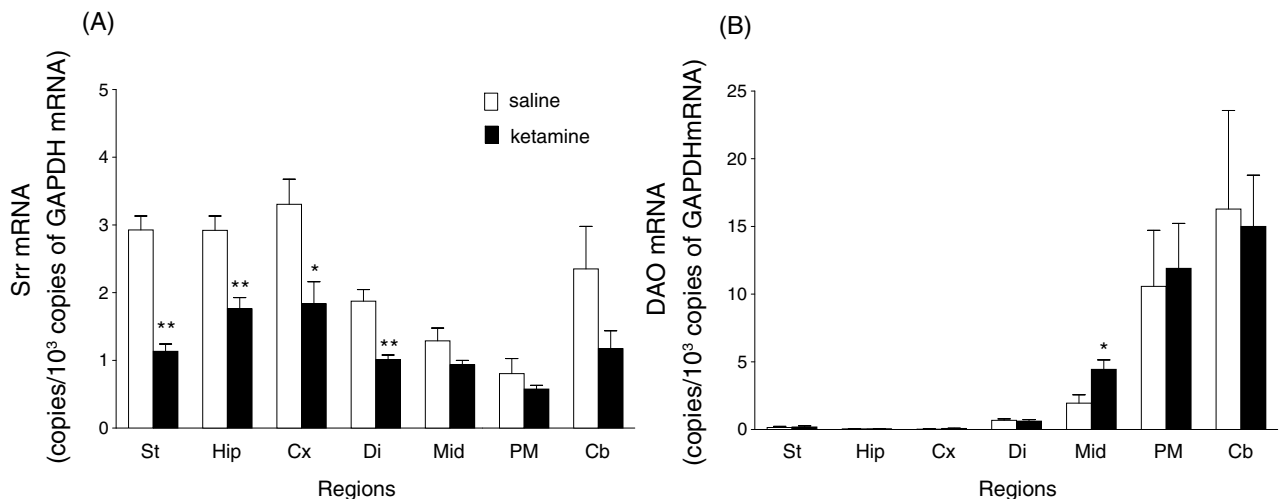 (A)
Srr mRNA
(copies/10³ copies of GAPDH mRNA)
5
4
3
2
1
0
saline
ketamine
**
**
*
**
St Hip Cx Di Mid PM Cb
Regions
(B)
DAO mRNA
(copies/10³ copies of GAPDHmRNA)
25
20
15
10
5
0
*
St Hip Cx Di Mid PM Cb
Regions